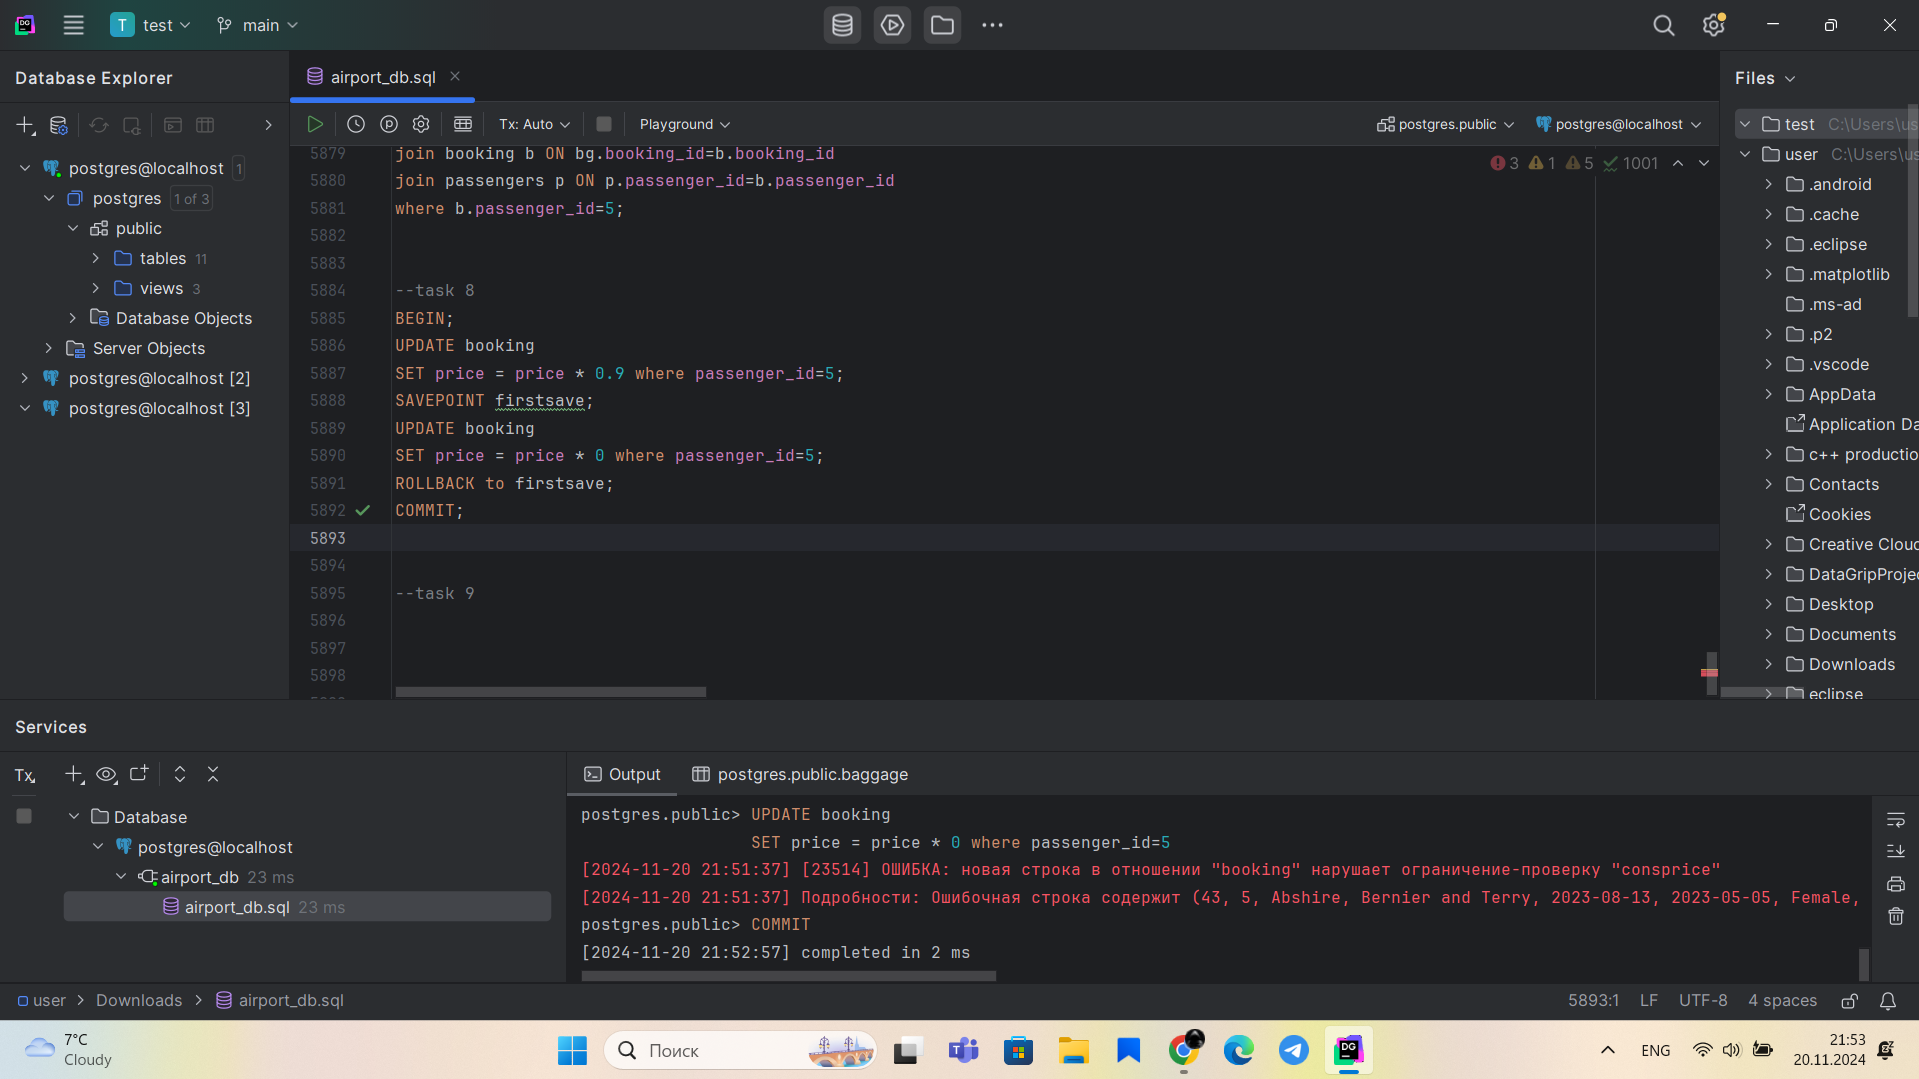 T test main
Database Explorer
airport_db.sql
Files
Tx: Auto
Playground
postgres.public
postgres@localhost
test C:\Users\us
user C:\Users\us
postgres@localhost 1
postgres 1 of 3
public
tables 11
views 3
Database Objects
Server Objects
postgres@localhost [2]
postgres@localhost [3]
3 1 5 1001
5879 join booking b ON bg.booking_id=b.booking_id
5880 join passengers p ON p.passenger_id=b.passenger_id
5881 where b.passenger_id=5;
5882
5883
5884 --task 8
5885 BEGIN;
5886 UPDATE booking
5887 SET price = price * 0.9 where passenger_id=5;
5888 SAVEPOINT firstsave;
5889 UPDATE booking
5890 SET price = price * 0 where passenger_id=5;
5891 ROLLBACK to firstsave;
5892 COMMIT;
5893
5894
5895 --task 9
5896
5897
5898
.android
.cache
.eclipse
.matplotlib
.ms-ad
.p2
.vscode
AppData
Application Da
c++ productio
Contacts
Cookies
Creative Cloud
DataGripProjec
Desktop
Documents
Downloads
eclipse
Services
Tx
Database
postgres@localhost
airport_db 23 ms
airport_db.sql 23 ms
Output
postgres.public.baggage
postgres.public> UPDATE booking
SET price = price * 0 where passenger_id=5
[2024-11-20 21:51:37] [23514] ОШИБКА: новая строка в отношении "booking" нарушает ограничение-проверку "consprice"
[2024-11-20 21:51:37] Подробности: Ошибочная строка содержит (43, 5, Abshire, Bernier and Terry, 2023-08-13, 2023-05-05, Female,
postgres.public> COMMIT
[2024-11-20 21:52:57] completed in 2 ms
user > Downloads > airport_db.sql
5893:1 LF UTF-8 4 spaces
7°C
Cloudy
Поиск
DG
ENG
21:53
20.11.2024